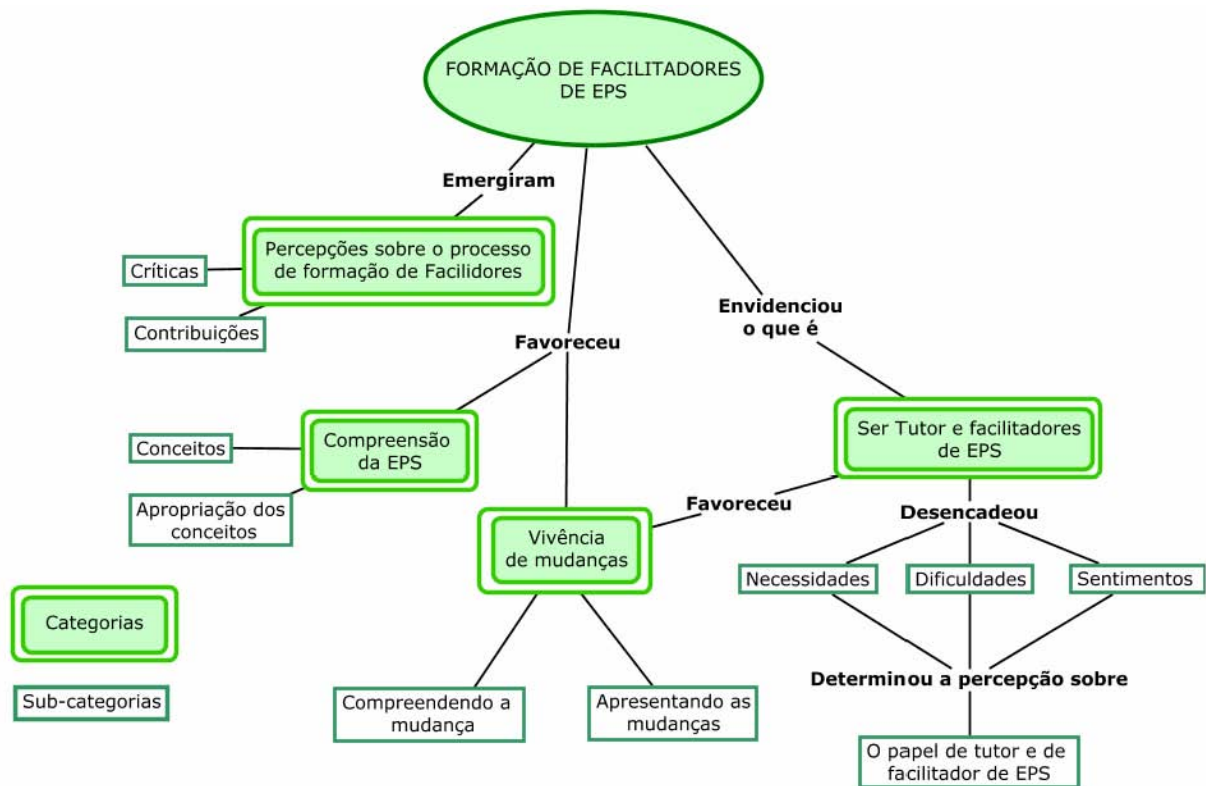 FORMAÇÃO DE FACILITADORES
DE EPS
Emergiram
Percepções sobre o processo
de formação de Facilidores
Críticas
Contribuições
Envidenciou
o que é
Favoreceu
Compreensão
da EPS
Conceitos
Apropriação dos
conceitos
Ser Tutor e facilitadores
de EPS
Favoreceu
Desencadeou
Vivência
de mudanças
Necessidades
Dificuldades
Sentimentos
Categorias
Sub-categorias
Compreendendo a
mudança
Apresentando as
mudanças
Determinou a percepção sobre
O papel de tutor e de
facilitador de EPS